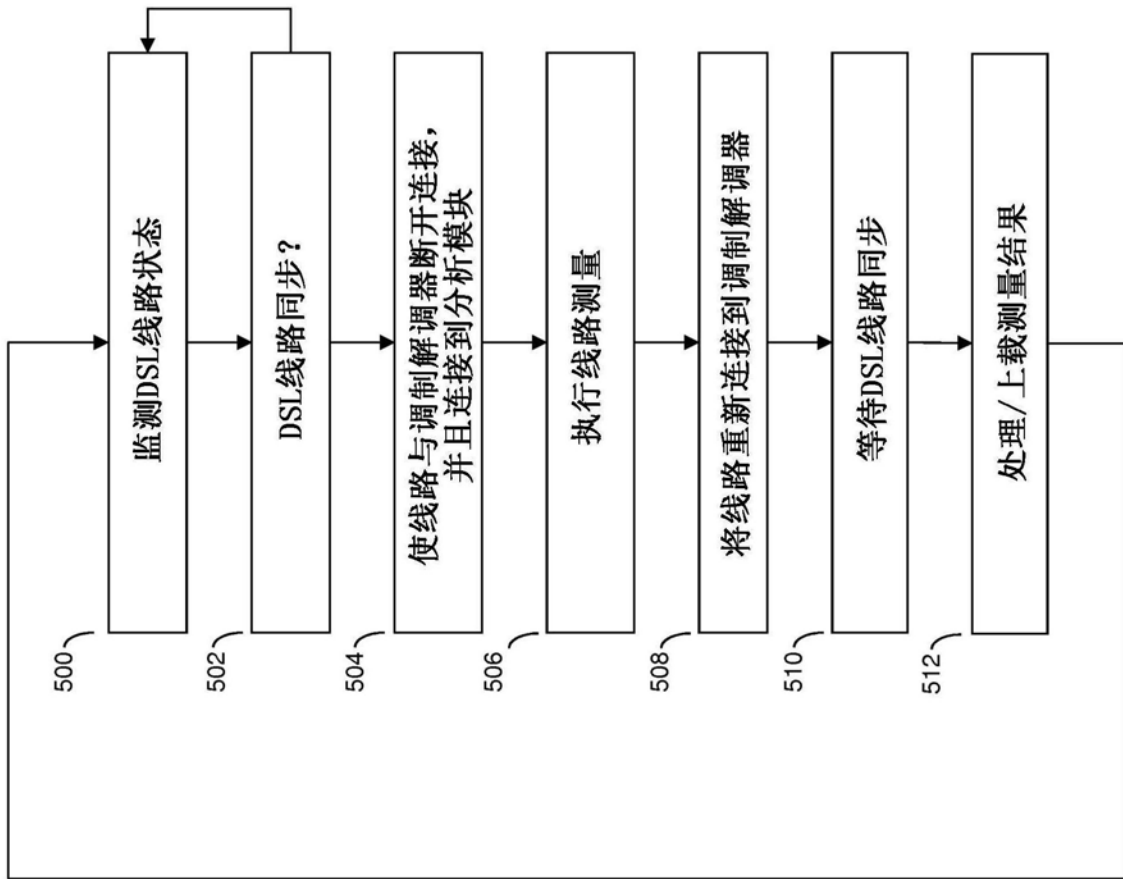 500
监测DSL线路状态
502
DSL线路同步？
504
使线路与调制解调器断开连接，
并且连接到分析模块
506
执行线路测量
508
将线路重新连接到调制解调器
510
等待DSL线路同步
512
处理/上载测量结果